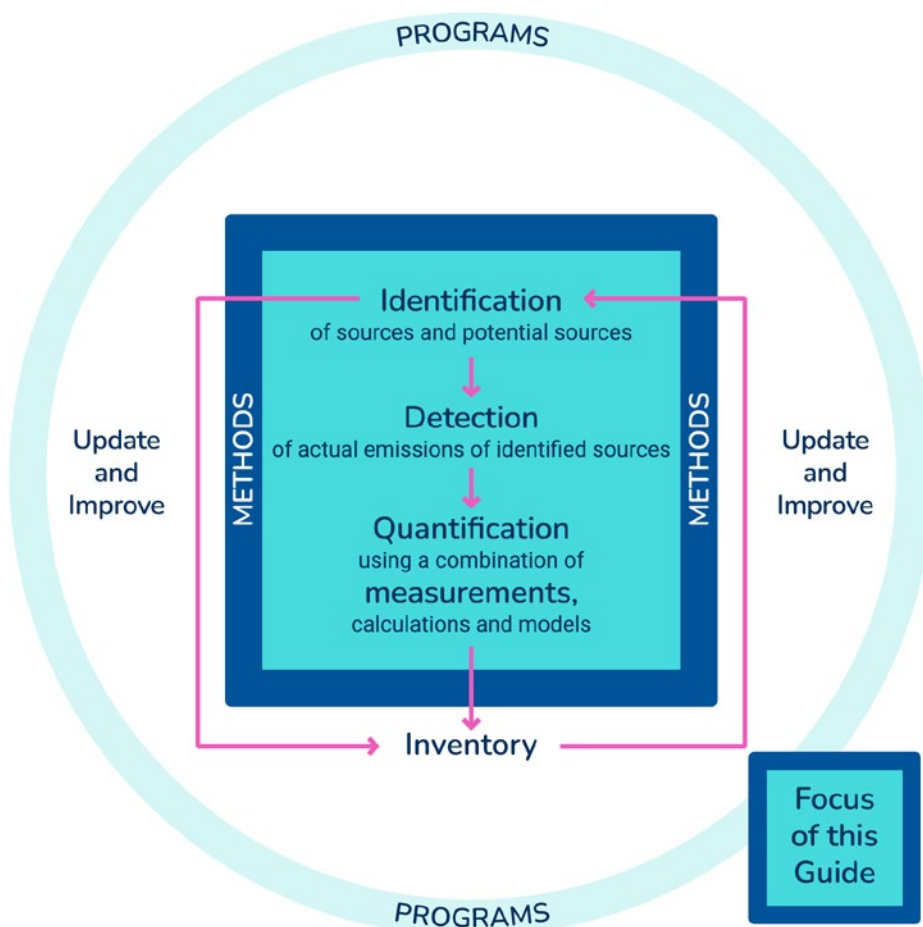 PROGRAMS
Identification
of sources and potential sources
Detection
of actual emissions of identified sources
Quantification
using a combination of
measurements,
calculations and models
METHODS
METHODS
Update
and
Improve
Update
and
Improve
Inventory
Focus
of this
Guide
PROGRAMS